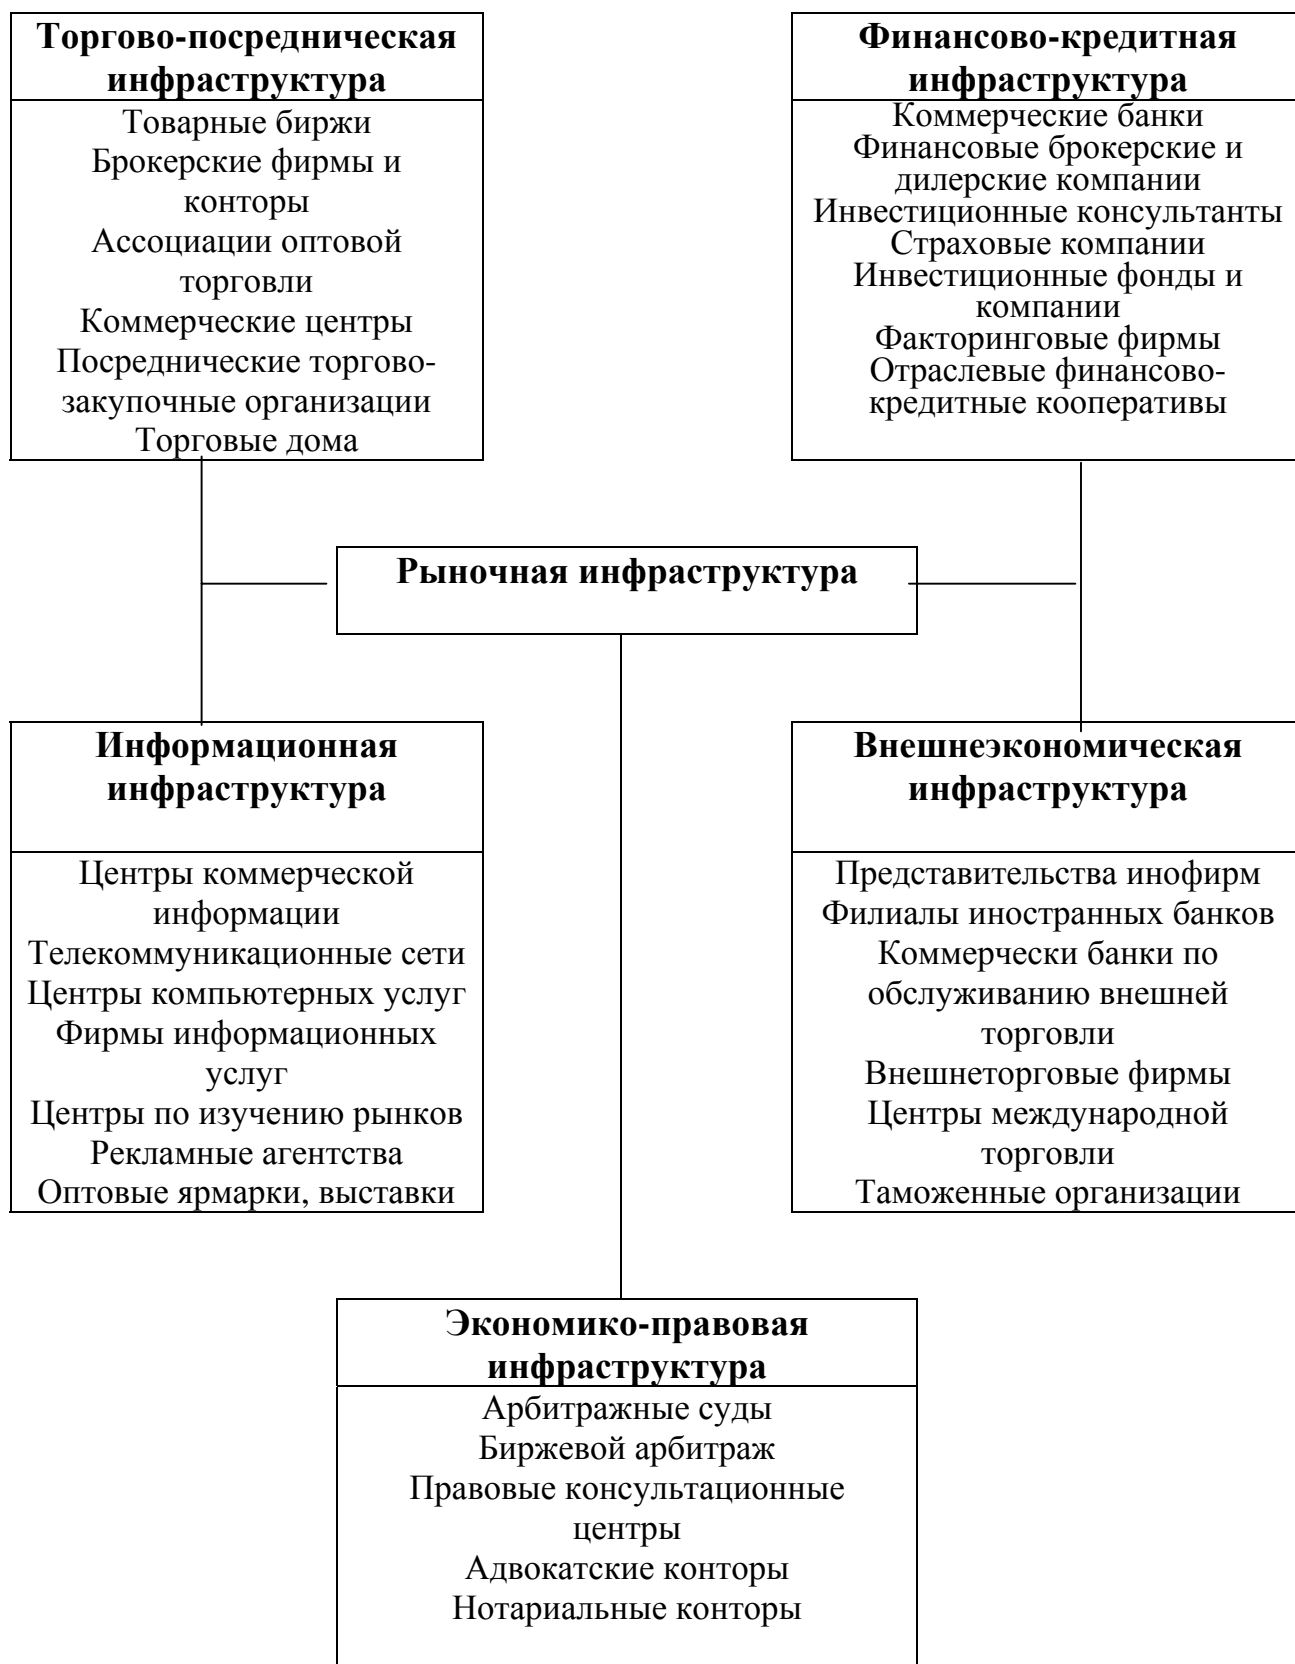 Торгово-посредническая
инфраструктура
Товарные биржи
Брокерские фирмы и
конторы
Ассоциации оптовой
торговли
Коммерческие центры
Посреднические торгово-
закупочные организации
Торговые дома
Финансово-кредитная
инфраструктура
Коммерческие банки
Финансовые брокерские и
дилерские компании
Инвестиционные консультанты
Страховые компании
Инвестиционные фонды и
компании
Факторинговые фирмы
Отраслевые финансово-
кредитные кооперативы
Рыночная инфраструктура
Информационная
инфраструктура
Центры коммерческой
информации
Телекоммуникационные сети
Центры компьютерных услуг
Фирмы информационных
услуг
Центры по изучению рынков
Рекламные агентства
Оптовые ярмарки, выставки
Внешнеэкономическая
инфраструктура
Представительства инофирм
Филиалы иностранных банков
Коммерчески банки по
обслуживанию внешней
торговли
Внешнеторговые фирмы
Центры международной
торговли
Таможенные организации
Экономико-правовая
инфраструктура
Арбитражные суды
Биржевой арбитраж
Правовые консультационные
центры
Адвокатские конторы
Нотариальные конторы